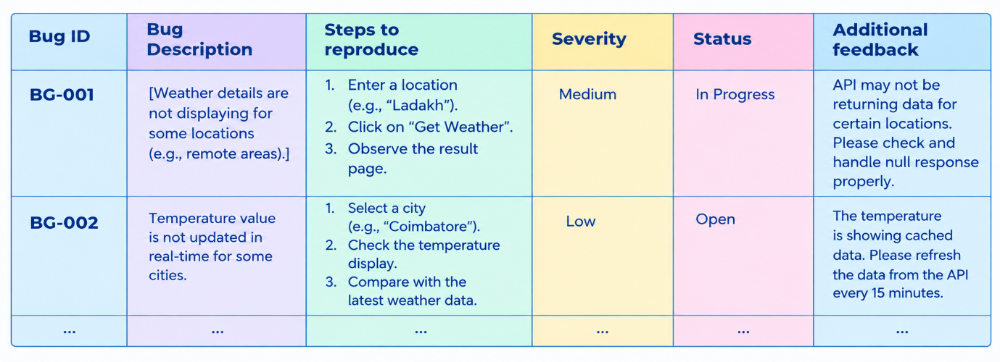 Bug ID
Bug
Description
Steps to
reproduce
Severity
Status
Additional
feedback
BG-001
[Weather details are
not displaying for
some locations
(e.g., remote areas).]
1. Enter a location
(e.g., “Ladakh”).
2. Click on “Get Weather”.
3. Observe the result
page.
Medium
In Progress
API may not be
returning data for
certain locations.
Please check and
handle null response
properly.
BG-002
Temperature value
is not updated in
real-time for some
cities.
1. Select a city
(e.g., “Coimbatore”).
2. Check the temperature
display.
3. Compare with the
latest weather data.
Low
Open
The temperature
is showing cached
data. Please refresh
the data from the API
every 15 minutes.
...
...
...
...
...
...